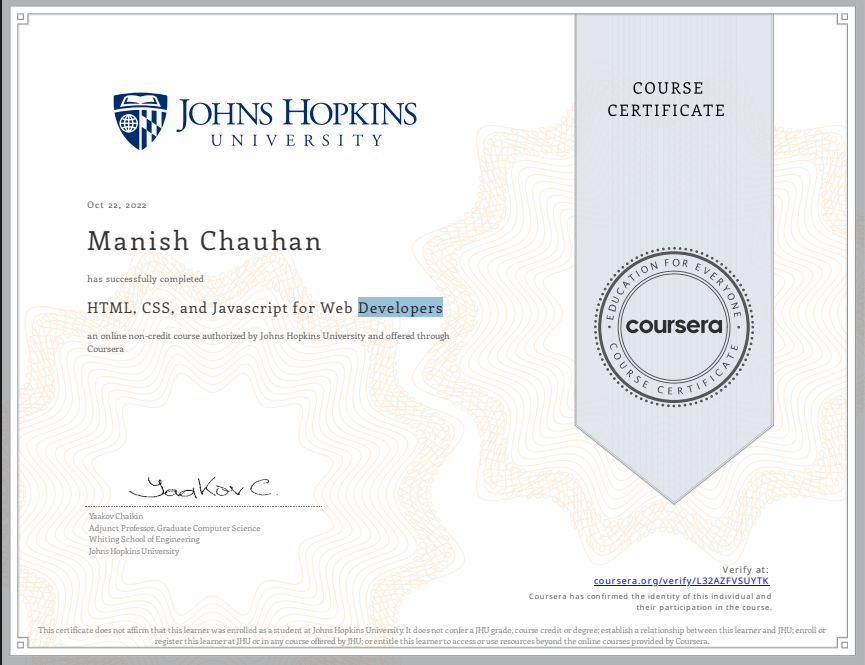 JOHNS HOPKINS
UNIVERSITY
COURSE
CERTIFICATE
Oct 22, 2022
Manish Chauhan
has successfully completed
HTML, CSS, and Javascript for Web Developers
an online non-credit course authorized by Johns Hopkins University and offered through
Coursera
EDUCATION FOR EVERYONE
coursera
COURSE CERTIFICATE
Yaakov C.
Yaakov Chaikin
Adjunct Professor, Graduate Computer Science
Whiting School of Engineering
Johns Hopkins University
Verify at:
coursera.org/verify/L32AZFVSUYTK
Coursera has confirmed the identity of this individual and
their participation in the course.
This certificate does not affirm that this learner was enrolled as a student at Johns Hopkins University. It does not confer a JHU grade, course credit or degree; establish a relationship between this learner and JHU; enroll or
register this learner at JHU or in any course offered by JHU; or entitle this learner to access or use resources beyond the online courses provided by Coursera.